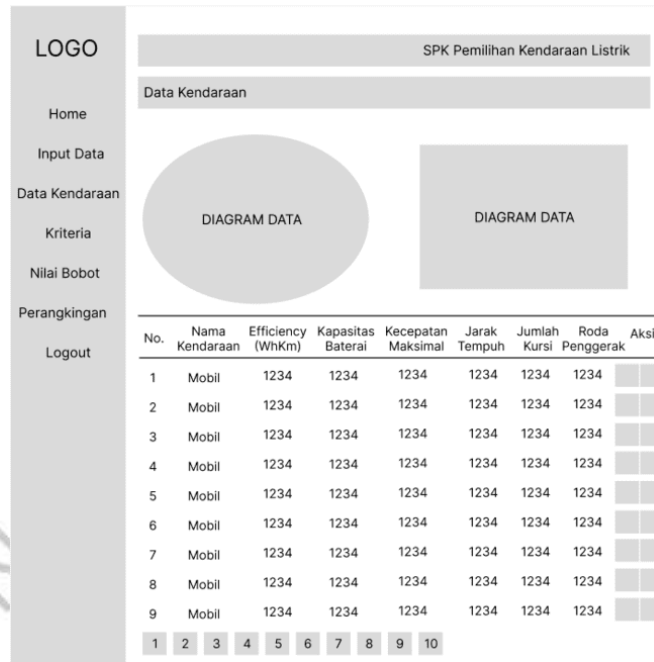 LOGO
Home
Input Data
Data Kendaraan
Kriteria
Nilai Bobot
Perangkingan
Logout
SPK Pemilihan Kendaraan Listrik
Data Kendaraan
DIAGRAM DATA
DIAGRAM DATA
No. Nama Kendaraan Efficiency (WhKm) Kapasitas Baterai Kecepatan Maksimal Jarak Tempuh Jumlah Kursi Roda Penggerak Aksi
1 Mobil 1234 1234 1234 1234 1234 1234
2 Mobil 1234 1234 1234 1234 1234 1234
3 Mobil 1234 1234 1234 1234 1234 1234
4 Mobil 1234 1234 1234 1234 1234 1234
5 Mobil 1234 1234 1234 1234 1234 1234
6 Mobil 1234 1234 1234 1234 1234 1234
7 Mobil 1234 1234 1234 1234 1234 1234
8 Mobil 1234 1234 1234 1234 1234 1234
9 Mobil 1234 1234 1234 1234 1234 1234
1 2 3 4 5 6 7 8 9 10